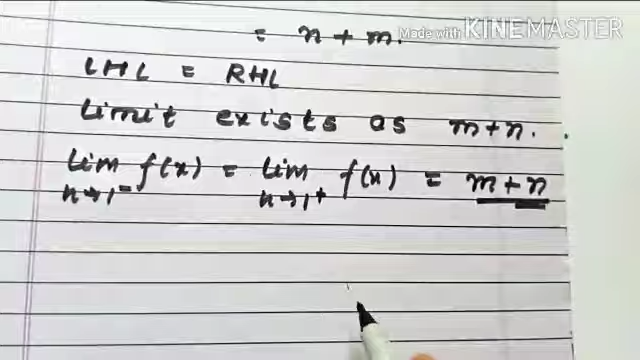 = n + m.
Made with KINEMASTER
LHL = RHL
Limit exists as m+n.
lim f(x) = lim f(x) = m+n
x→1⁻ x→1⁺